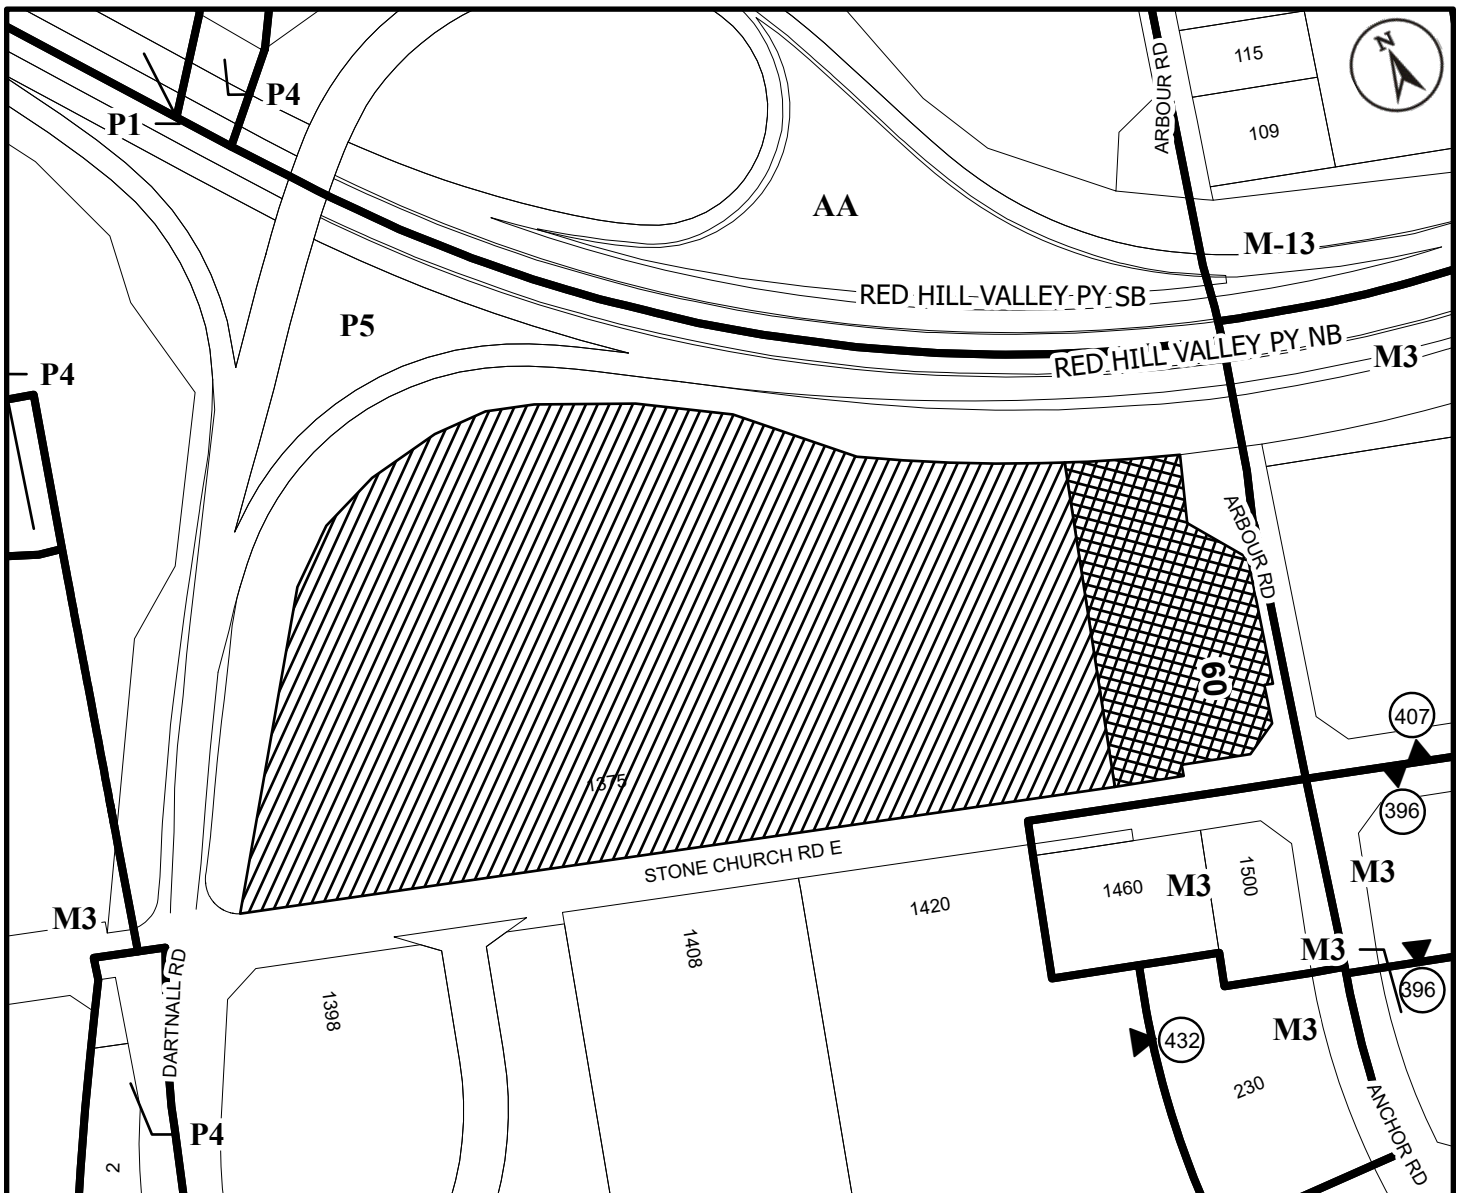 N
115
ARBOUR RD
P4
P1
109
AA
M-13
RED HILL VALLEY PY SB
P5
RED HILL VALLEY PY NB
M3
P4
ARBOUR RD
60
407
1375
396
STONE CHURCH RD E
M3
1460
M3
1500
1420
M3
1408
M3
DARTNALL RD
396
1398
M3
432
230
ANCHOR RD
P4
2